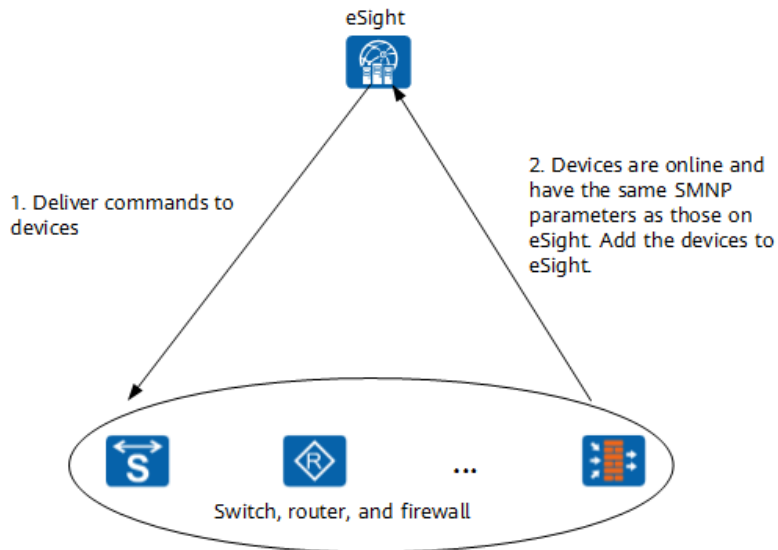 eSight
1. Deliver commands to
devices
2. Devices are online and
have the same SMNP
parameters as those on
eSight. Add the devices to
eSight.
S
R
...
Switch, router, and firewall